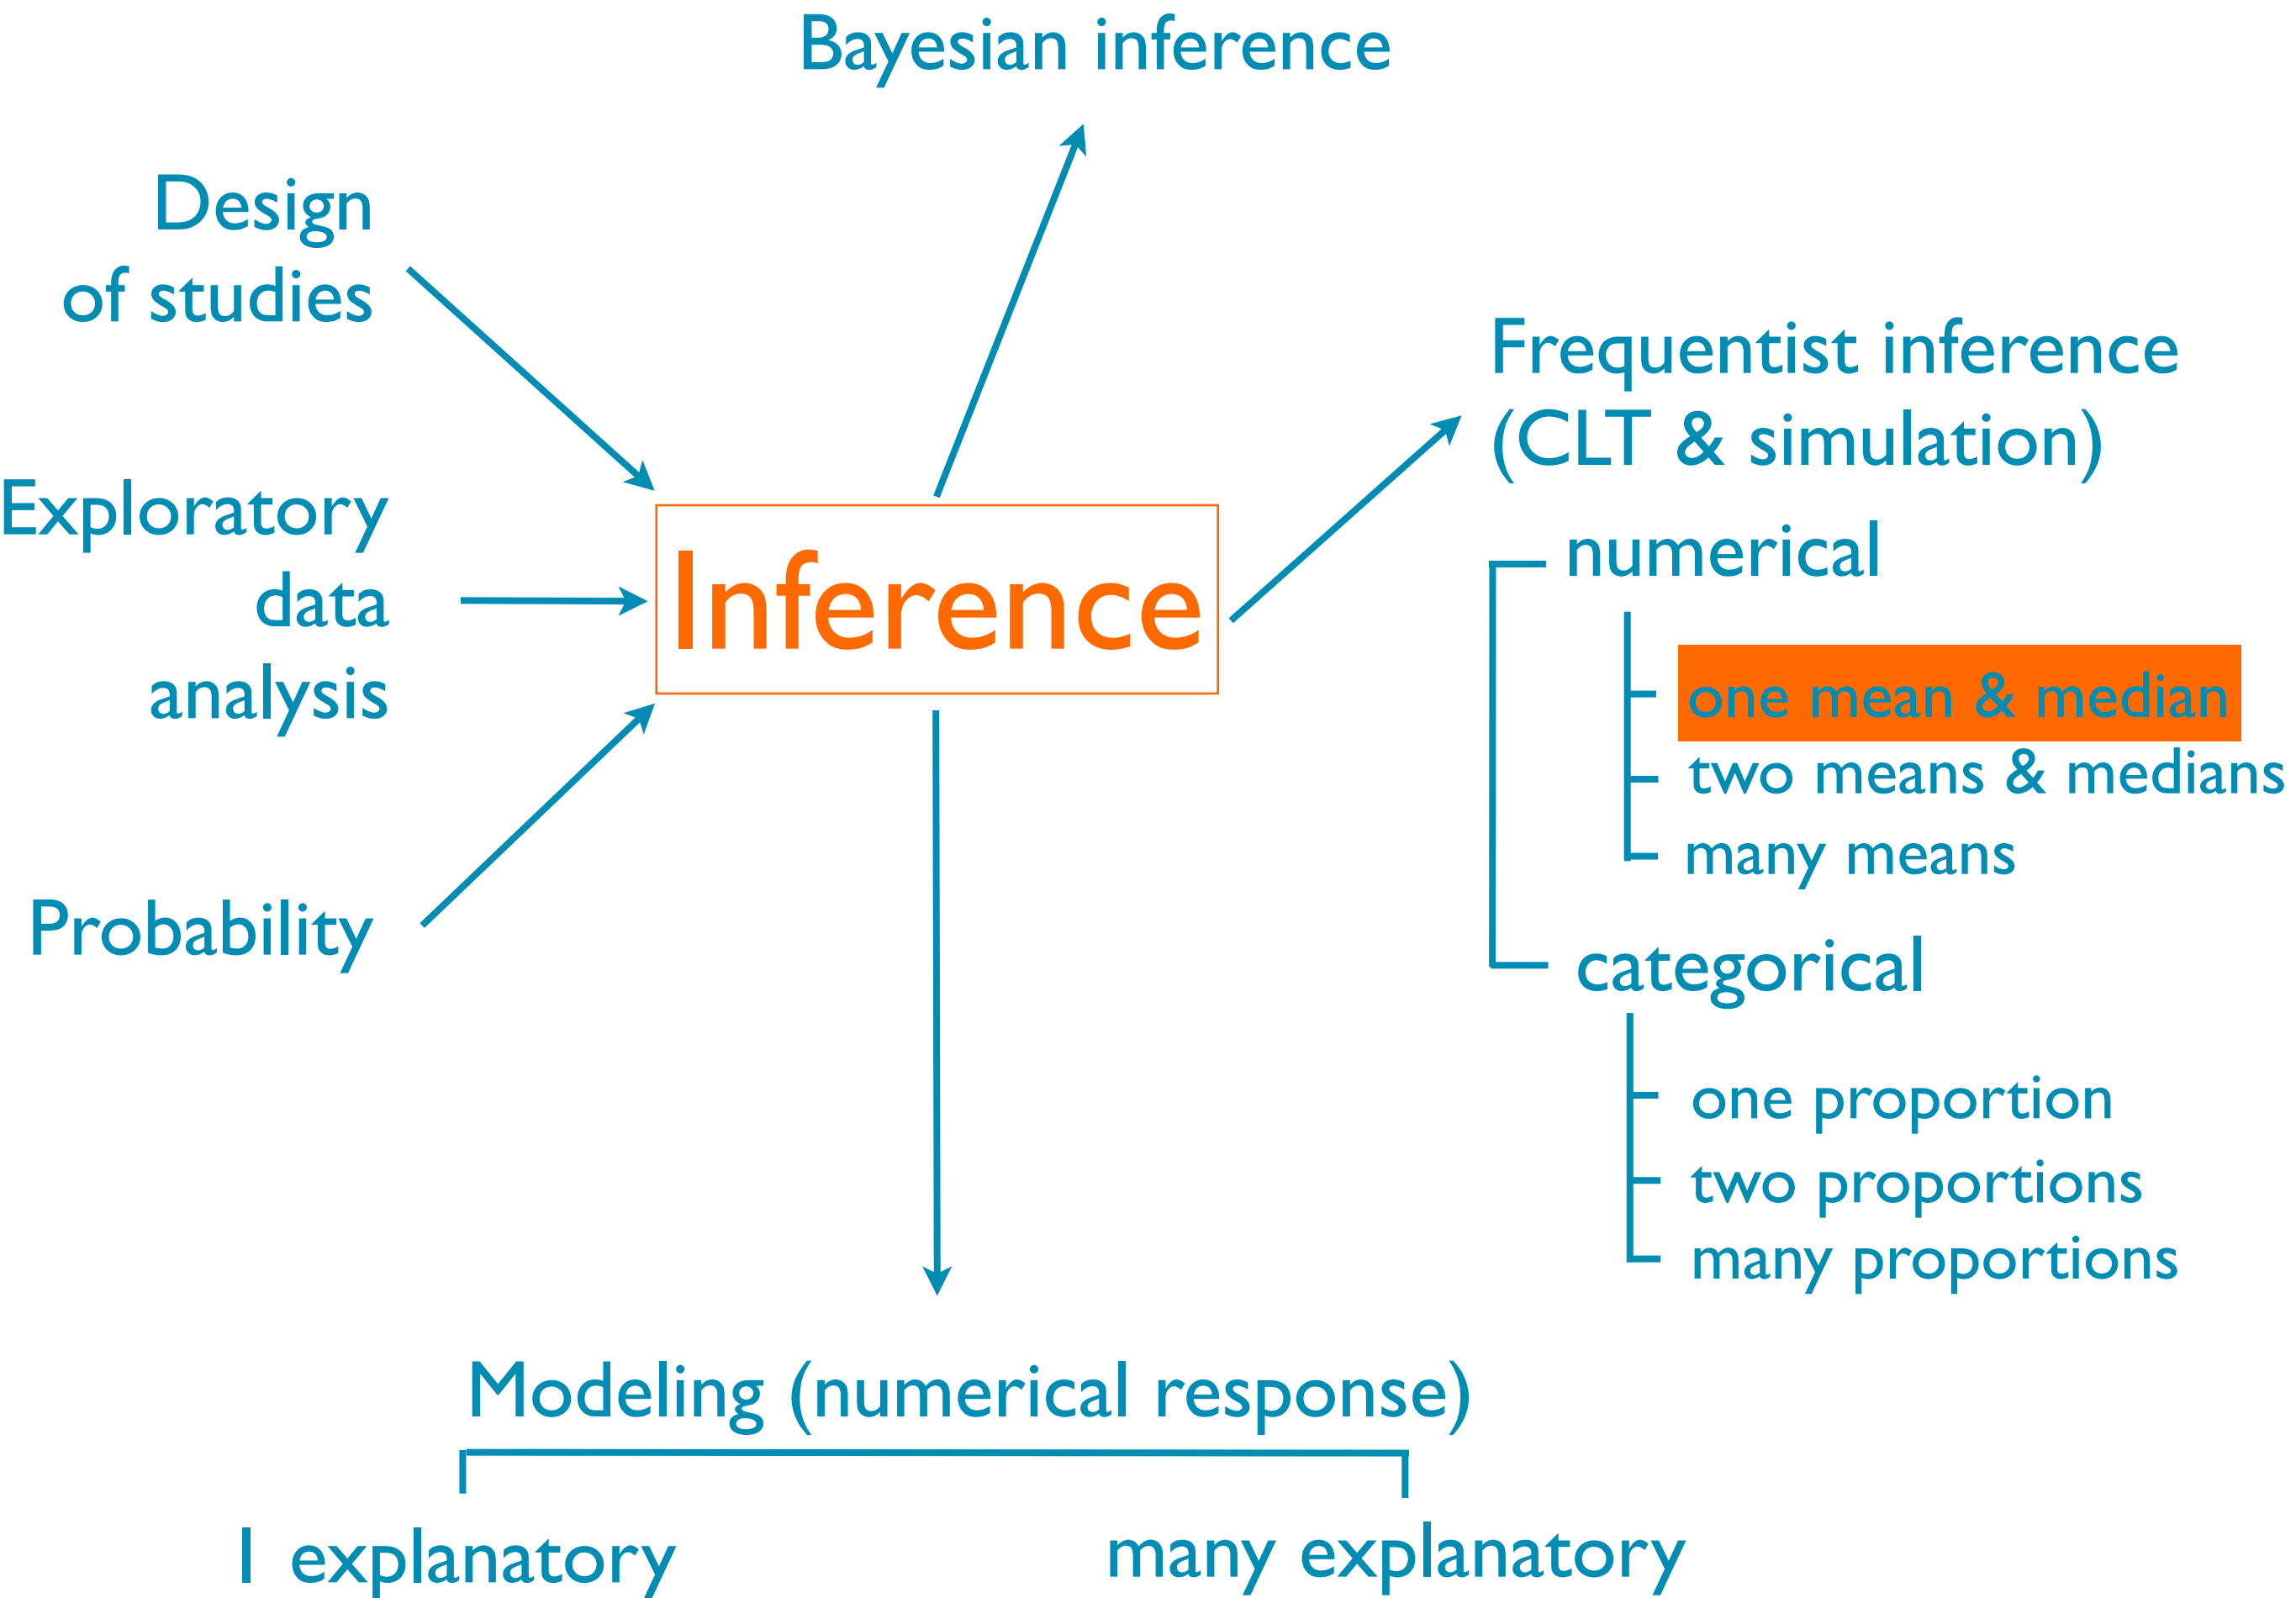 Bayesian inference
Design
of studies
Exploratory
data
analysis
Probability
Inference
Frequentist inference
(CLT & simulation)
numerical
one mean & median
two means & medians
many means
categorical
one proportion
two proportions
many proportions
Modeling (numerical response)
1 explanatory
many explanatory